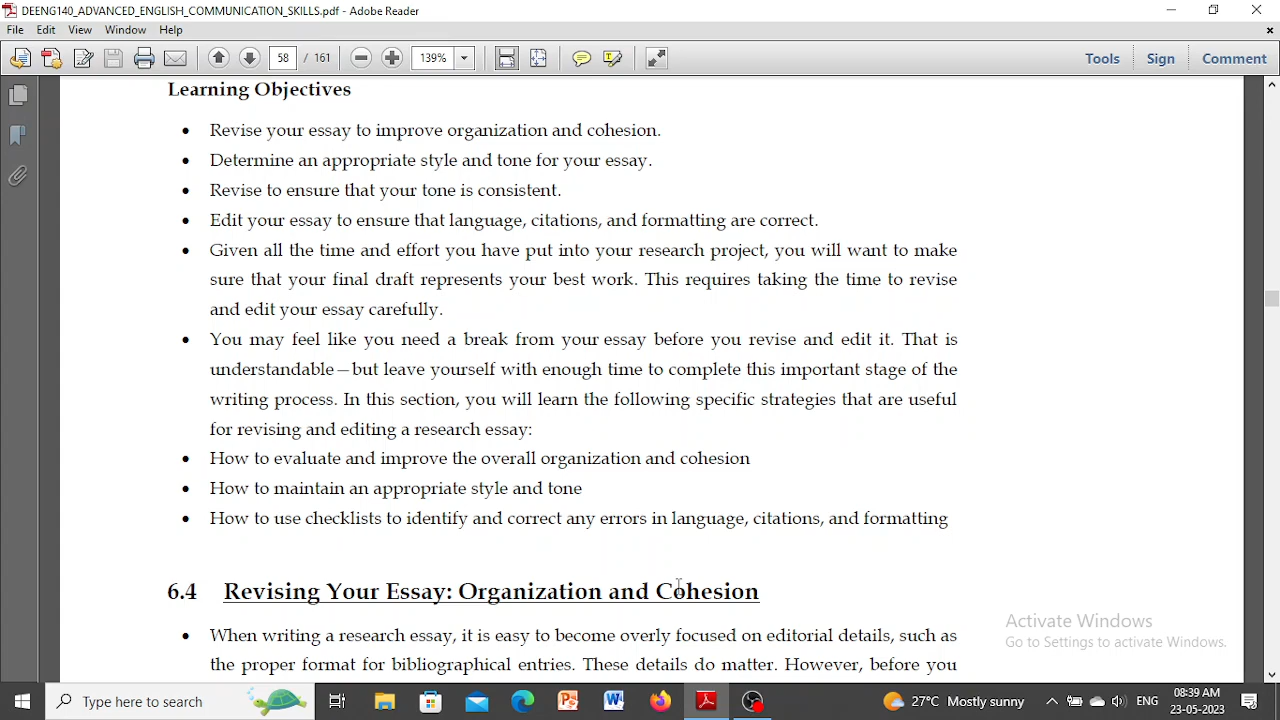 DEENG140_ADVANCED_ENGLISH_COMMUNICATION_SKILLS.pdf - Adobe Reader
File Edit View Window Help
58 / 161 139% Tools Sign Comment
Learning Objectives
• Revise your essay to improve organization and cohesion.
• Determine an appropriate style and tone for your essay.
• Revise to ensure that your tone is consistent.
• Edit your essay to ensure that language, citations, and formatting are correct.
• Given all the time and effort you have put into your research project, you will want to make
sure that your final draft represents your best work. This requires taking the time to revise
and edit your essay carefully.
• You may feel like you need a break from your essay before you revise and edit it. That is
understandable—but leave yourself with enough time to complete this important stage of the
writing process. In this section, you will learn the following specific strategies that are useful
for revising and editing a research essay:
• How to evaluate and improve the overall organization and cohesion
• How to maintain an appropriate style and tone
• How to use checklists to identify and correct any errors in language, citations, and formatting
6.4 Revising Your Essay: Organization and Cohesion
• When writing a research essay, it is easy to become overly focused on editorial details, such as
the proper format for bibliographical entries. These details do matter. However, before you
Activate Windows
Go to Settings to activate Windows.
Type here to search
27°C Mostly sunny
ENG
08:39 AM
23-05-2023